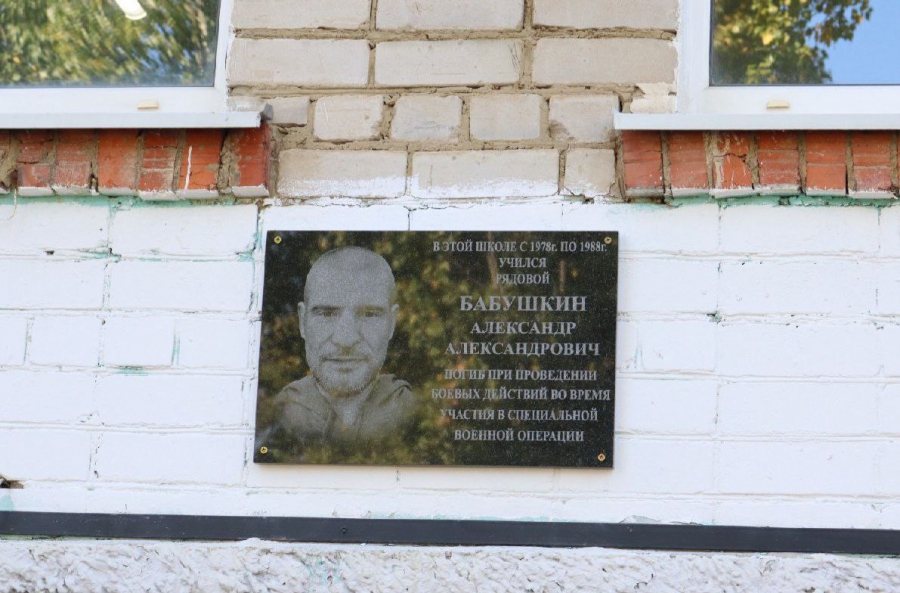 В ЭТОЙ ШКОЛЕ С 1978г. ПО 1988г.
УЧИЛСЯ
РЯДОВОЙ
БАБУШКИН
АЛЕКСАНДР
АЛЕКСАНДРОВИЧ
ПОГИБ ПРИ ПРОВЕДЕНИИ
БОЕВЫХ ДЕЙСТВИЙ ВО ВРЕМЯ
УЧАСТИЯ В СПЕЦИАЛЬНОЙ
ВОЕННОЙ ОПЕРАЦИИ